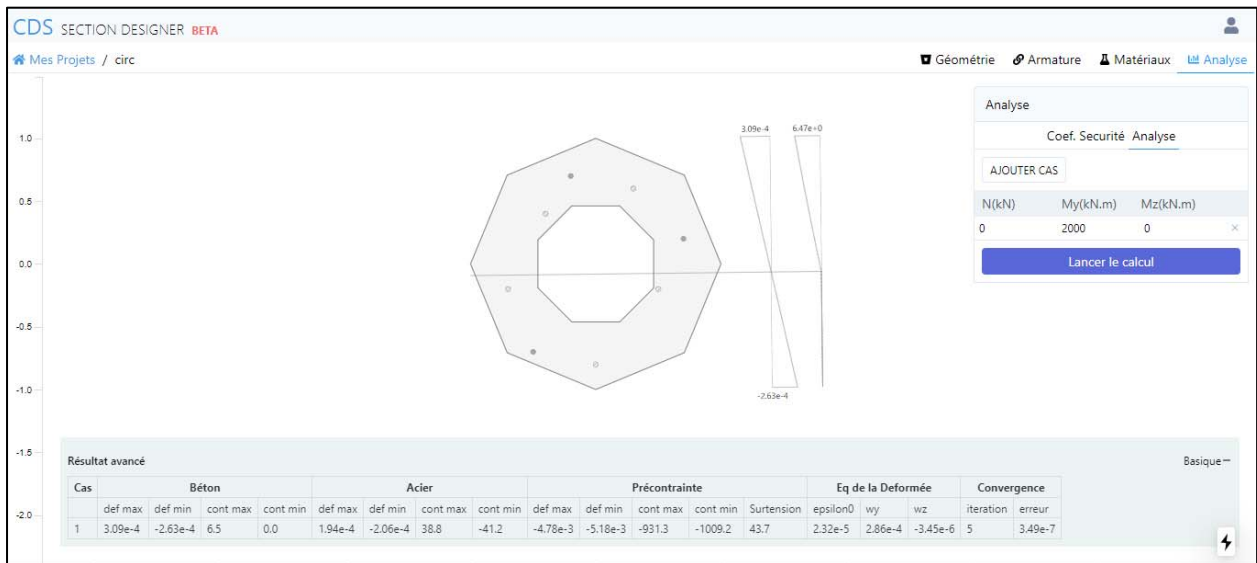 CDS SECTION DESIGNER BETA
Mes Projets / circ
Géométrie Armature Matériaux Analyse
Analyse
Coef. Securité Analyse
AJOUTER CAS
N(kN) My(kN.m) Mz(kN.m)
0 2000 0 ×
Lancer le calcul
3.09e-4 6.47e+0
-2.63e-4
1.0
0.5
0.0
-0.5
-1.0
-1.5
-2.0
Résultat avancé Basique−
Cas Béton Acier Précontrainte Eq de la Deformée Convergence
def max def min cont max cont min def max def min cont max cont min def max def min cont max cont min Surtension epsilon0 wy wz iteration erreur
1 3.09e-4 -2.63e-4 6.5 0.0 1.94e-4 -2.06e-4 38.8 -41.2 -4.78e-3 -5.18e-3 -931.3 -1009.2 43.7 2.32e-5 2.86e-4 -3.45e-6 5 3.49e-7